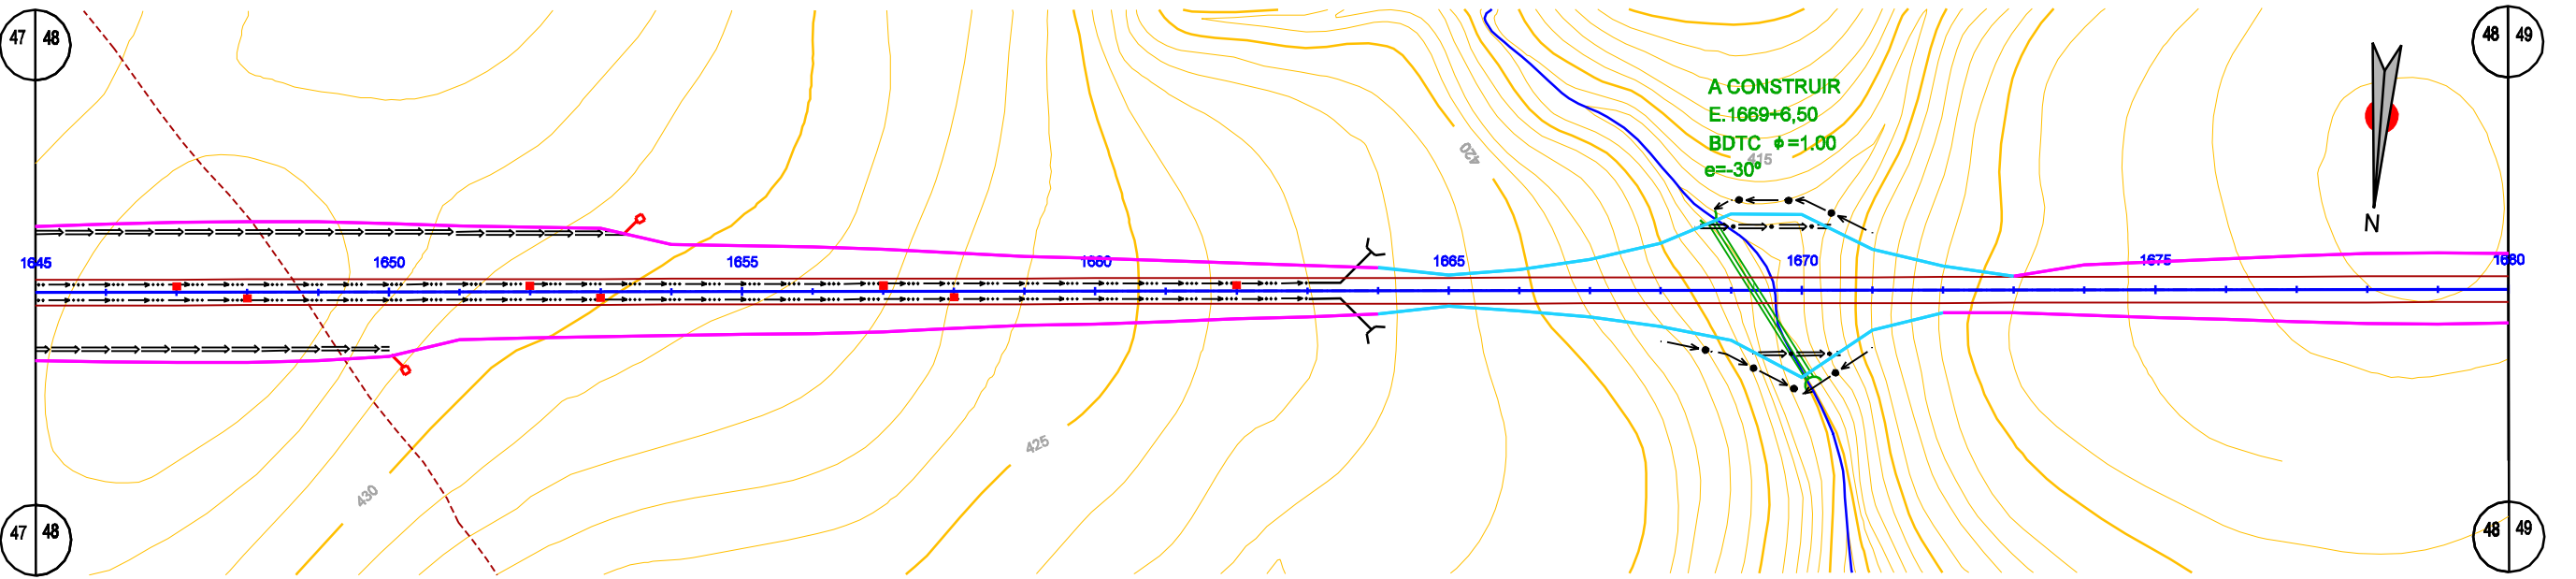 47 48
48 49
A CONSTRUIR
E.1669+6,50
BDTC φ=1.00
e=-30º
415
420
N
1645 1650 1655 1660 1665 1670 1675 1680
425
430
47 48
48 49